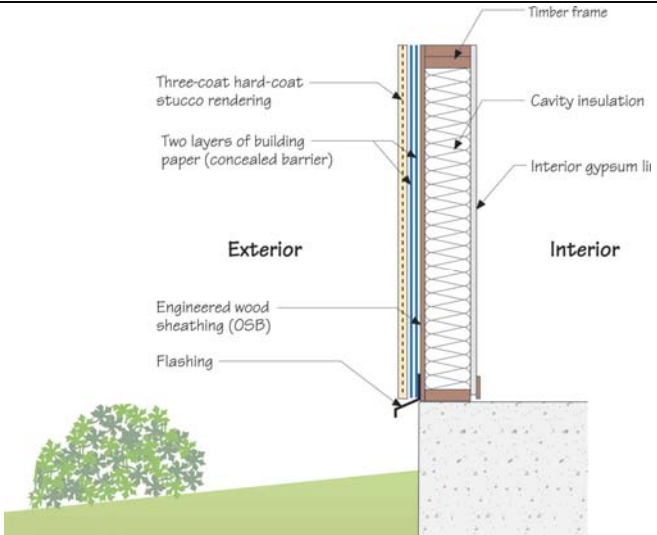 Timber frame
Three-coat hard-coat
stucco rendering
Cavity insulation
Two layers of building
paper (concealed barrier)
Interior gypsum li
Exterior
Interior
Engineered wood
sheathing (OSB)
Flashing